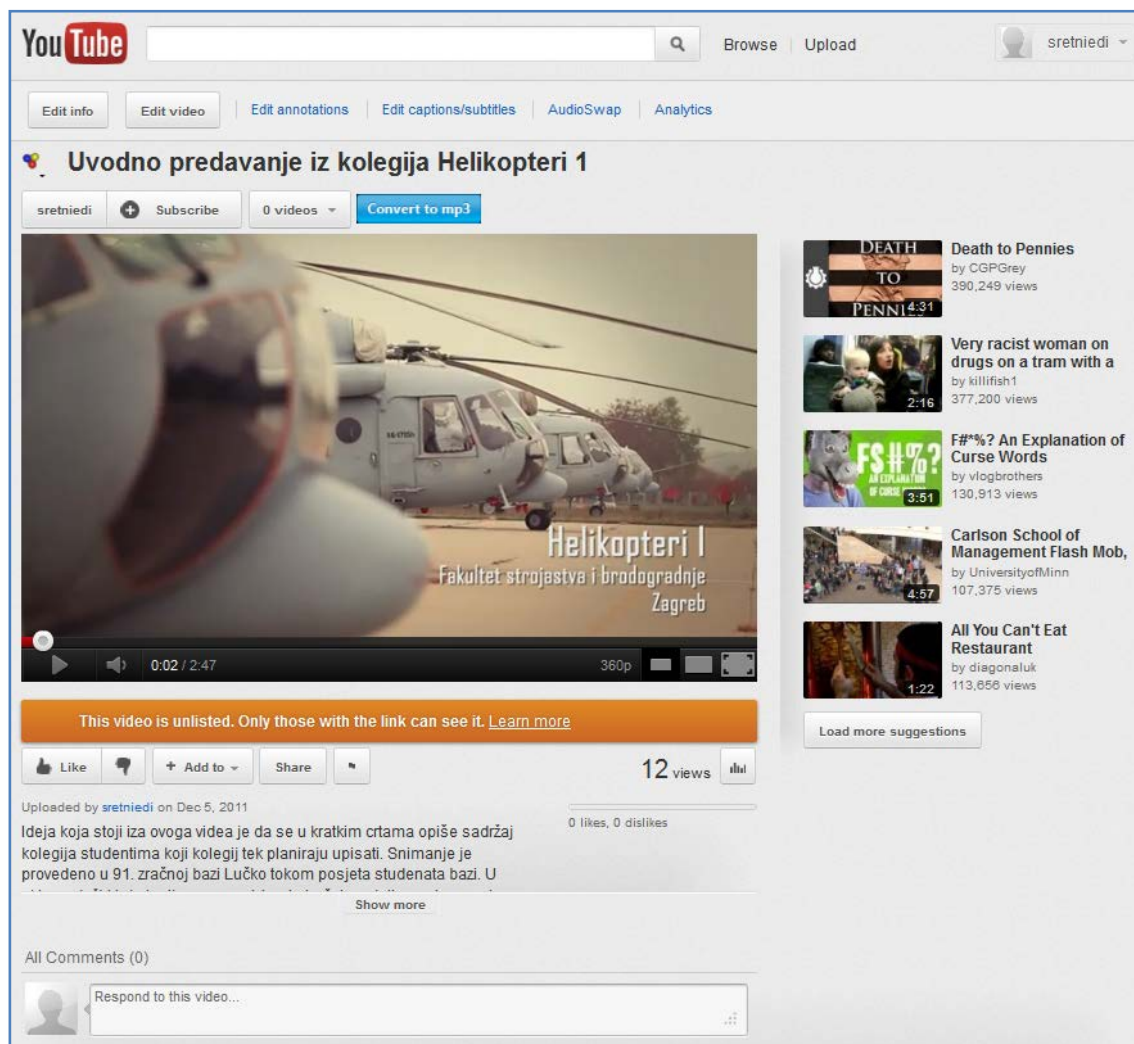 YouTube
Browse
Upload
sretniedi
Edit info
Edit video
Edit annotations
Edit captions/subtitles
AudioSwap
Analytics
Uvodno predavanje iz kolegija Helikopteri 1
sretniedi
Subscribe
0 videos
Convert to mp3
Helikopteri I
Fakultet strojastva i brodogradnje
Zagreb
0:02 / 2:47
360p
This video is unlisted. Only those with the link can see it. Learn more
Like
+ Add to
Share
12 views
Uploaded by sretniedi on Dec 5, 2011
0 likes, 0 dislikes
Ideja koja stoji iza ovoga videa je da se u kratkim crtama opiše sadržaj
kolegija studentima koji kolegij tek planiraju upisati. Snimanje je
provedeno u 91. zračnoj bazi Lučko tokom posjeta studenata bazi. U
Show more
All Comments (0)
Respond to this video...
DEATH
TO
PENNIES
4:31
Death to Pennies
by CGPGrey
390,249 views
2:16
Very racist woman on
drugs on a tram with a
by killifish1
377,200 views
FS#%?
AN EXPLANATION
OF CURSE
3:51
F#*%? An Explanation of
Curse Words
by vlogbrothers
130,913 views
4:57
Carlson School of
Management Flash Mob,
by UniversityofMinn
107,375 views
1:22
All You Can't Eat
Restaurant
by diagonaluk
113,656 views
Load more suggestions